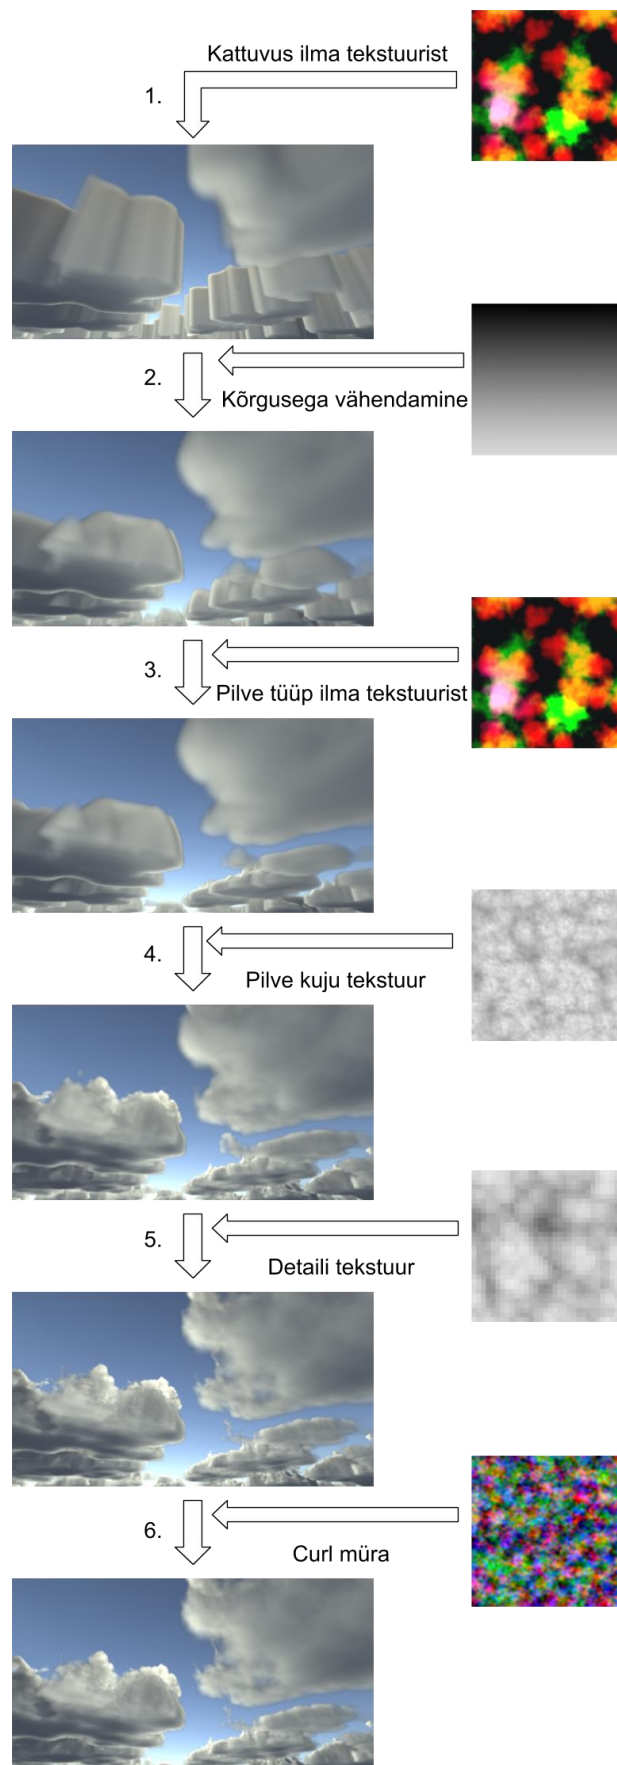 Kattuvus ilma tekstuurist
1.
2.
Kõrgusega vähendamine
3.
Pilve tüüp ilma tekstuurist
4.
Pilve kuju tekstuur
5.
Detaili tekstuur
6.
Curl müra